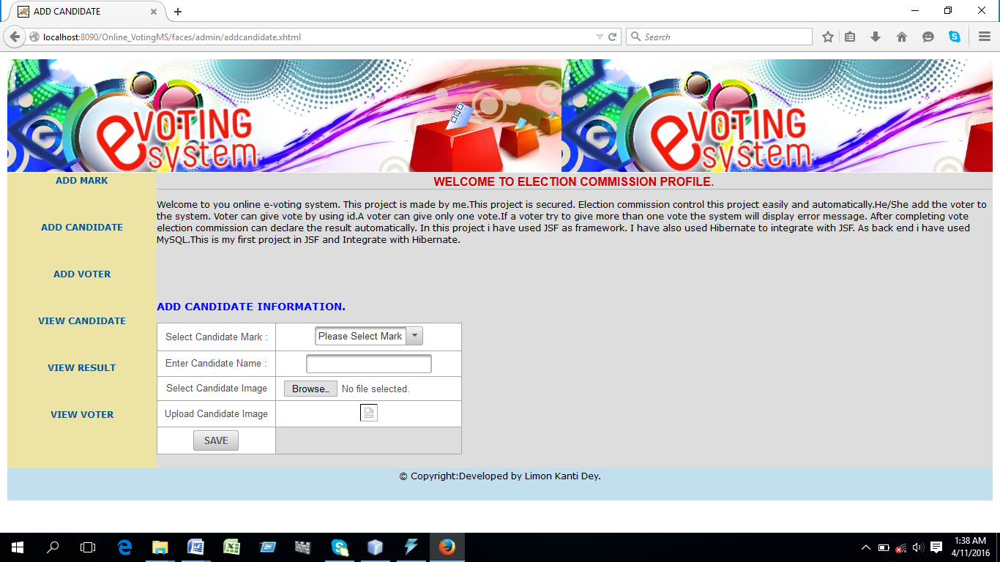 ADD CANDIDATE
localhost:8090/Online_VotingMS/faces/admin/addcandidate.xhtml
Search
eVOTING
system
eVOTING
system
ADD MARK
ADD CANDIDATE
ADD VOTER
VIEW CANDIDATE
VIEW RESULT
VIEW VOTER
WELCOME TO ELECTION COMMISSION PROFILE.
Welcome to you online e-voting system. This project is made by me.This project is secured. Election commission control this project easily and automatically.He/She add the voter to
the system. Voter can give vote by using id.A voter can give only one vote.If a voter try to give more than one vote the system will display error message. After completing vote
election commission can declare the result automatically. In this project i have used JSF as framework. I have also used Hibernate to integrate with JSF. As back end i have used
MySQL.This is my first project in JSF and Integrate with Hibernate.
ADD CANDIDATE INFORMATION.
Select Candidate Mark : Please Select Mark
Enter Candidate Name :
Select Candidate Image Browse... No file selected.
Upload Candidate Image
SAVE
© Copyright:Developed by Limon Kanti Dey.
1:38 AM
4/11/2016